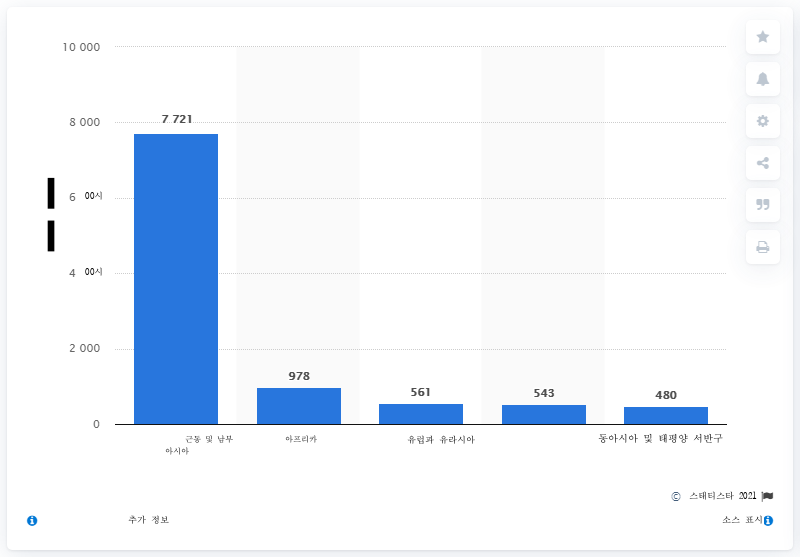 10 000
7 721
8 000
6 00시
4 00시
2 000
978
561
543
480
0
근동 및 남부
아시아
아프리카
유럽과 유라시아
동아시아 및 태평양 서반구
© 스태티스타 2021
추가 정보
소스 표시